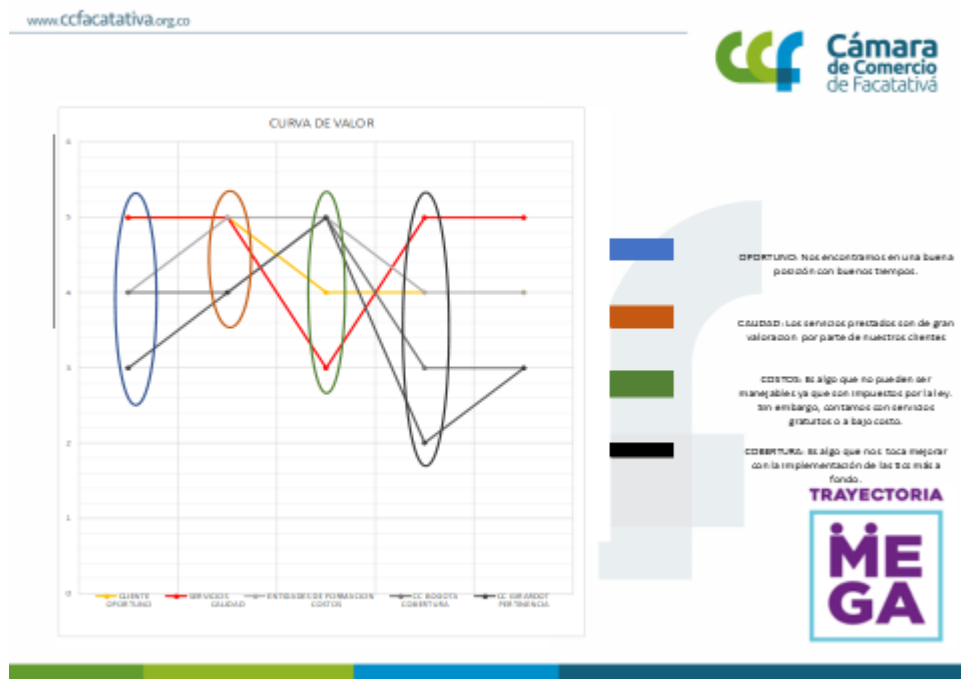 www.ccfacatativa.org.co
ccf
Cámara
de Comercio
de Facatativá
CURVA DE VALOR
6
5
4
3
2
1
0
CLIENTE
SERVICIOS
ENTIDADES DE FORMACION
CC BOGOTA
CC GIRARDOT
OPORTUNO
CALIDAD
COSTOS
COBERTURA
PERTINENCIA
OPORTUNO: Nos encontramos en una buena
posición con buenos tiempos.
CALIDAD: Los servicios prestados son de gran
valoracion por parte de nuestros clientes
COSTOS: Es algo que no pueden ser
manejables ya que son impuestos por la ley.
Sin embargo, contamos con servicios
gratuitos o a bajo costo.
COBERTURA: Es algo que nos toca mejorar
con la implementación de las tics más a
fondo.
TRAYECTORIA
ME
GA